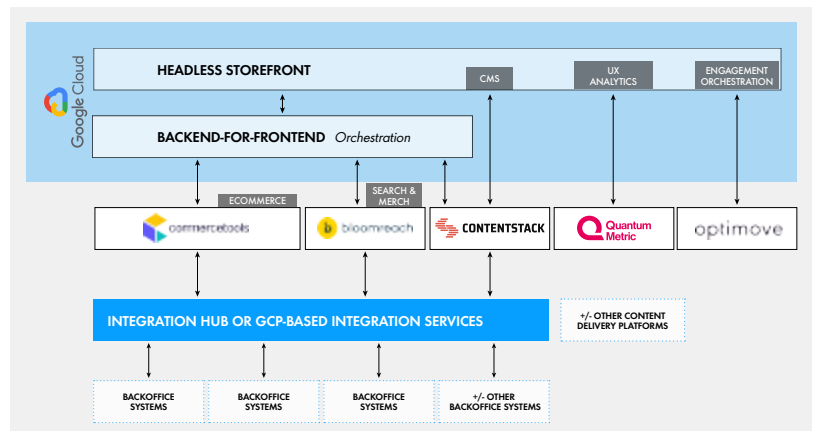 Google Cloud
HEADLESS STOREFRONT
CMS
UX
ANALYTICS
ENGAGEMENT
ORCHESTRATION
BACKEND-FOR-FRONTEND Orchestration
ECOMMERCE
SEARCH &
MERCH
commercetools
b bloomreach
CONTENTSTACK
Quantum
Metric
optimove
INTEGRATION HUB OR GCP-BASED INTEGRATION SERVICES
+/- OTHER CONTENT
DELIVERY PLATFORMS
BACKOFFICE
SYSTEMS
BACKOFFICE
SYSTEMS
BACKOFFICE
SYSTEMS
+/- OTHER
BACKOFFICE SYSTEMS